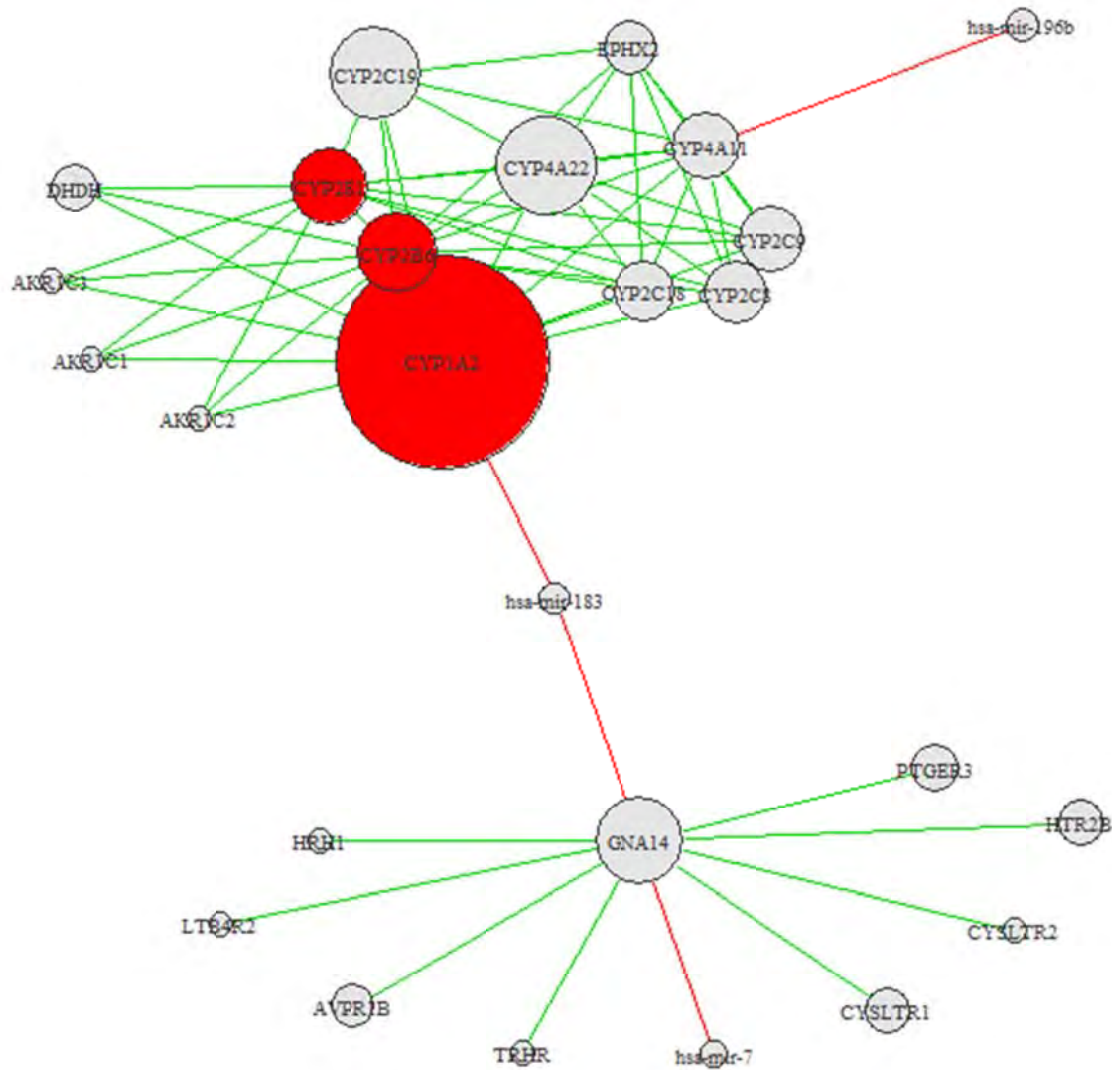 hsa-mir-196b
EPHX2
CYP2C19
CYP4A11
CYP4A22
DHDH
CYP2S1
CYP2C9
CYP2B6
AKR1C3
CYP2C18
CYP2C8
AKR1C1
CYP1A2
AKR1C2
hsa-mir-183
PTGER3
HTR2B
HRH1
GNA14
LTB4R2
CYSLTR2
AVPR1B
CYSLTR1
TRHR
hsa-mir-7